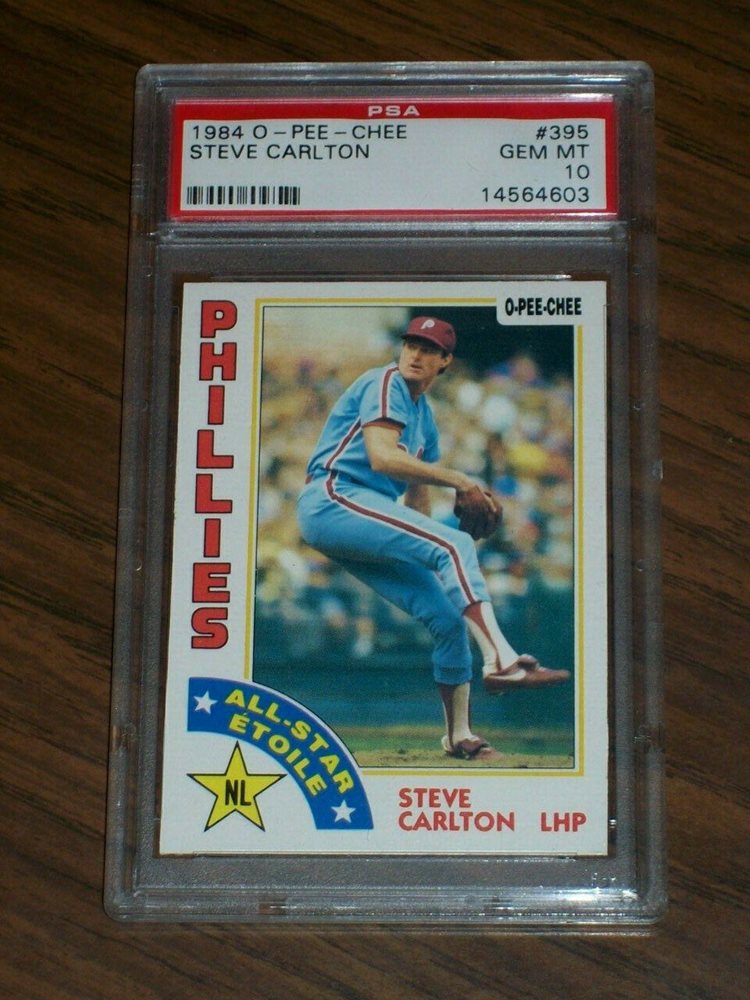 PSA
1984 O-PEE-CHEE #395
STEVE CARLTON GEM MT
10
14564603
O-PEE-CHEE
PHILLIES
P
ALL-STAR
ÉTOILE
NL
STEVE
CARLTON LHP